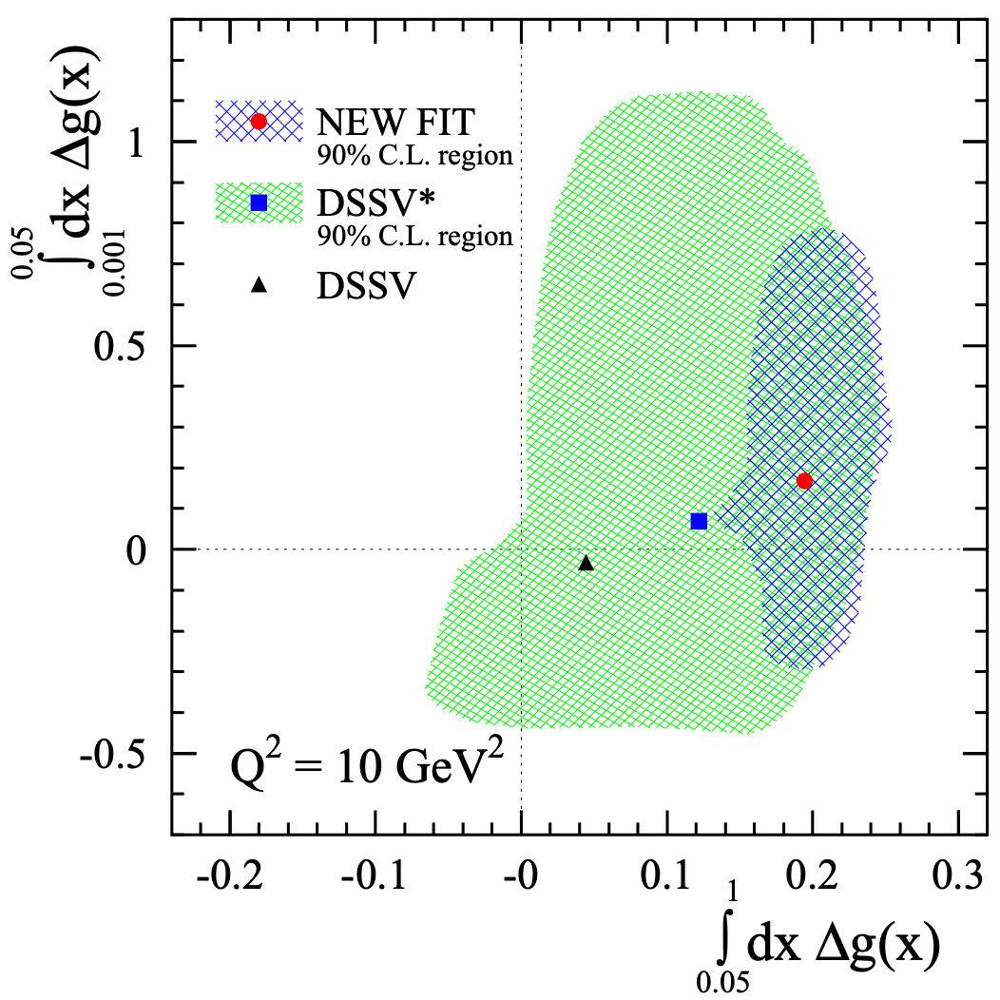 NEW FIT
90% C.L. region
DSSV*
90% C.L. region
DSSV
0.05
∫ dx Δg(x)
0.001
1
0.5
0
-0.5
Q² = 10 GeV²
-0.2 -0.1 -0 0.1 0.2 0.3
1
∫ dx Δg(x)
0.05